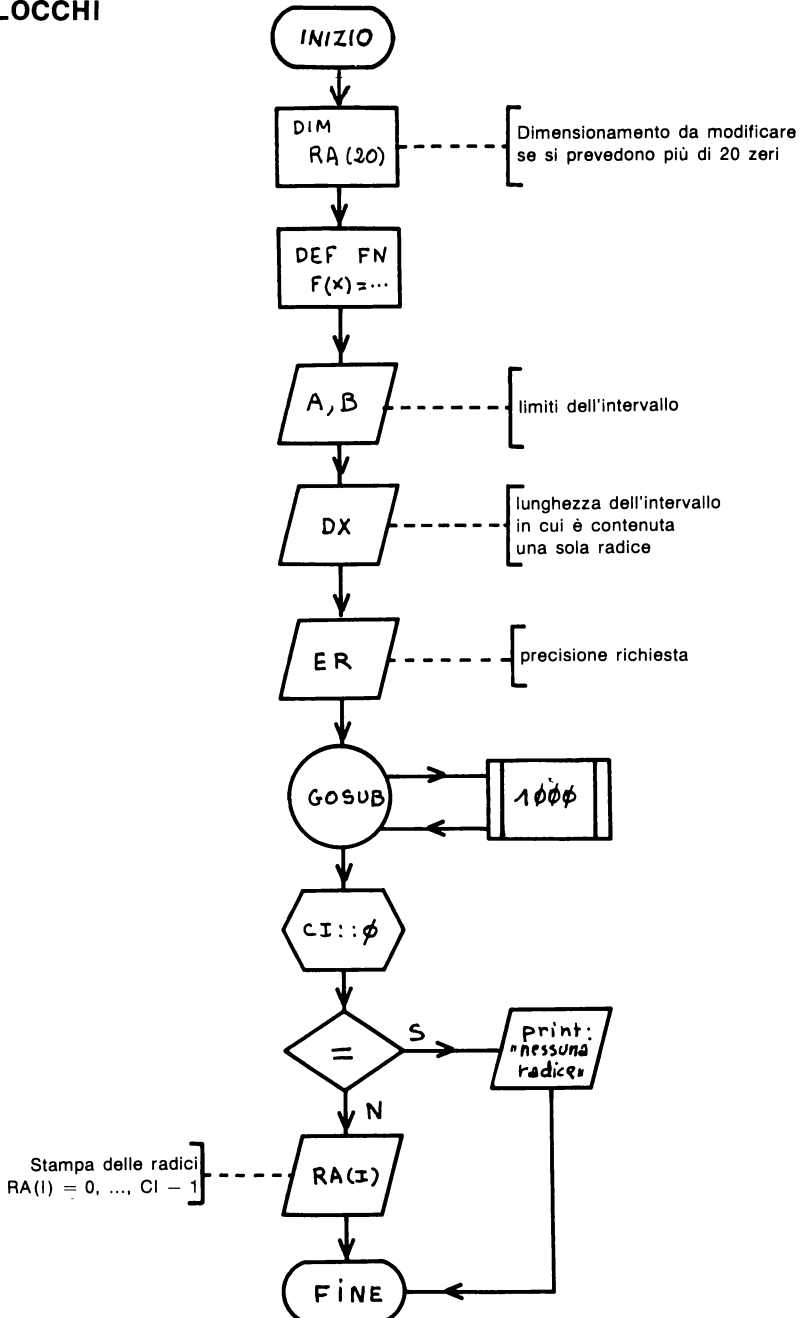 LOCCHI
INIZIO
DIM
RA (20)
Dimensionamento da modificare
se si prevedono più di 20 zeri
DEF FN
F(X)=...
A, B
limiti dell'intervallo
DX
lunghezza dell'intervallo
in cui è contenuta
una sola radice
ER
precisione richiesta
GOSUB
1ØØØ
CI::Ø
=
S
print:
"nessuna
radice"
N
Stampa delle radici
RA(I) = 0, ..., CI – 1
RA(I)
FINE